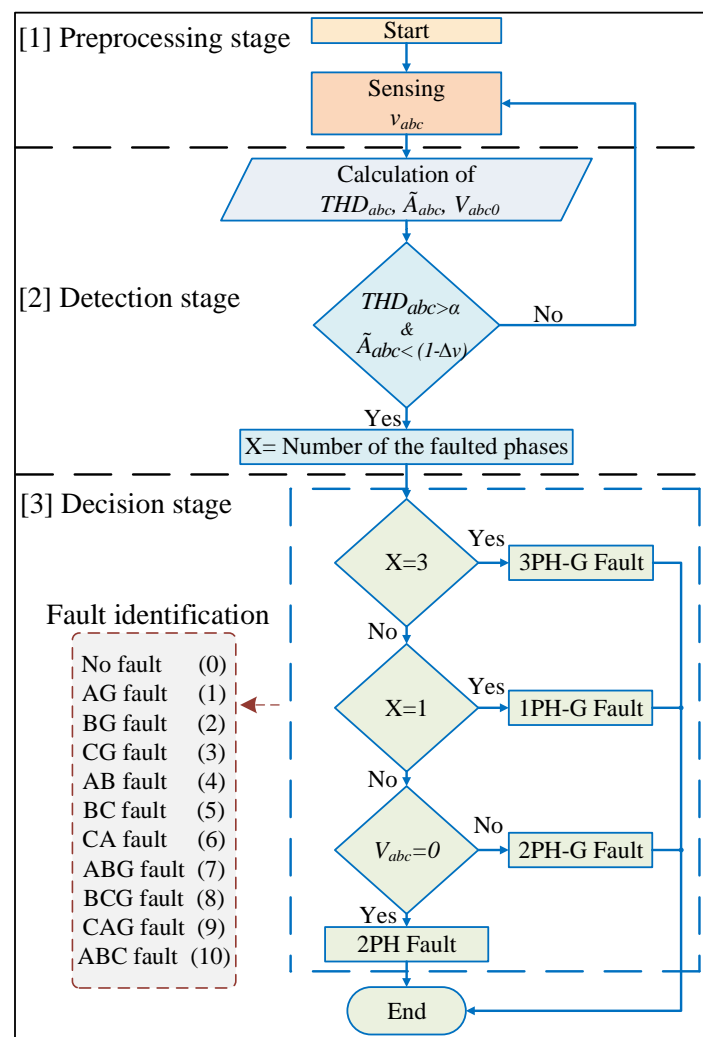 [1] Preprocessing stage
Start
Sensing
v_abc
Calculation of
THD_abc, Ã_abc, V_abc0
[2] Detection stage
THD_abc>α
&
Ã_abc<(1-Δv)
No
Yes
X= Number of the faulted phases
[3] Decision stage
X=3
Yes
3PH-G Fault
No
Fault identification
No fault (0)
AG fault (1)
BG fault (2)
CG fault (3)
AB fault (4)
BC fault (5)
CA fault (6)
ABG fault (7)
BCG fault (8)
CAG fault (9)
ABC fault (10)
X=1
Yes
1PH-G Fault
No
V_abc=0
No
2PH-G Fault
Yes
2PH Fault
End